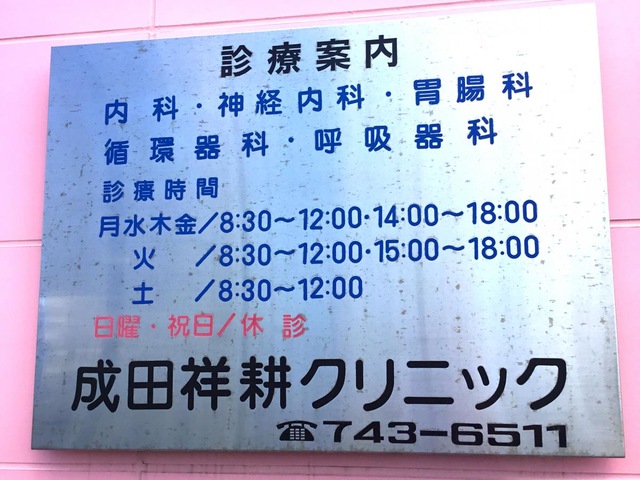 診療案内
内科・神経内科・胃腸科
循環器科・呼吸器科
診療時間
月水木金／8:30〜12:00・14:00〜18:00
火　／8:30〜12:00・15:00〜18:00
土　／8:30〜12:00
日曜・祝日／休診
成田祥耕クリニック
☎743-6511